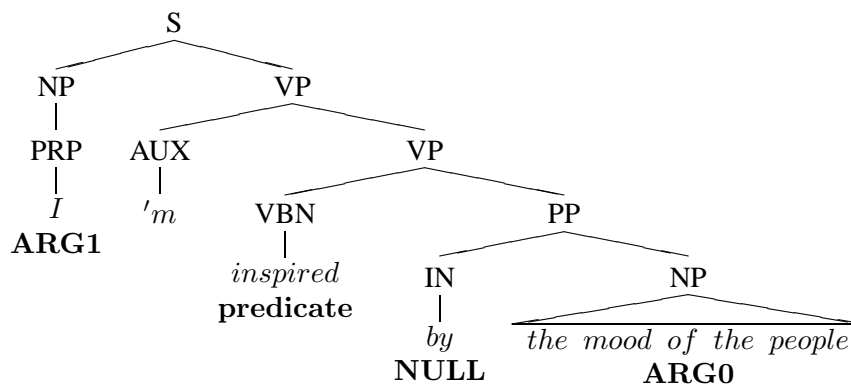 S
NP VP
PRP AUX VP
I 'm VBN PP
ARG1
inspired IN NP
predicate
by the mood of the people
NULL ARG0